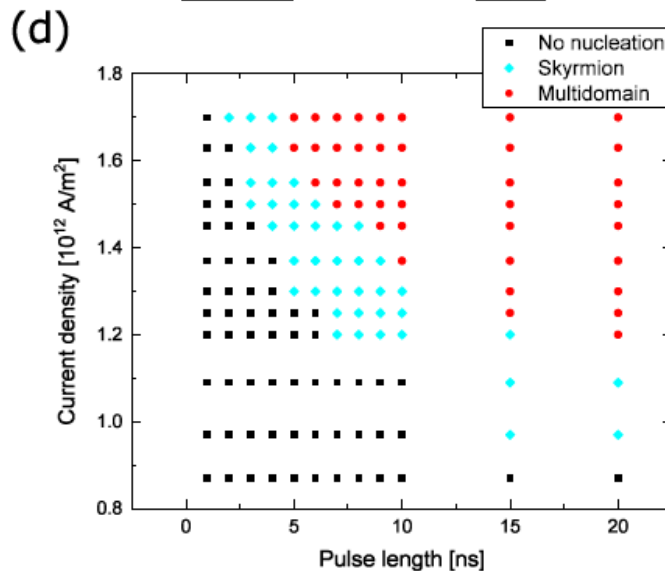 (d)
No nucleation
Skyrmion
Multidomain
1.8
1.6
1.4
1.2
1.0
0.8
Current density [10¹² A/m²]
0
5
10
15
20
Pulse length [ns]